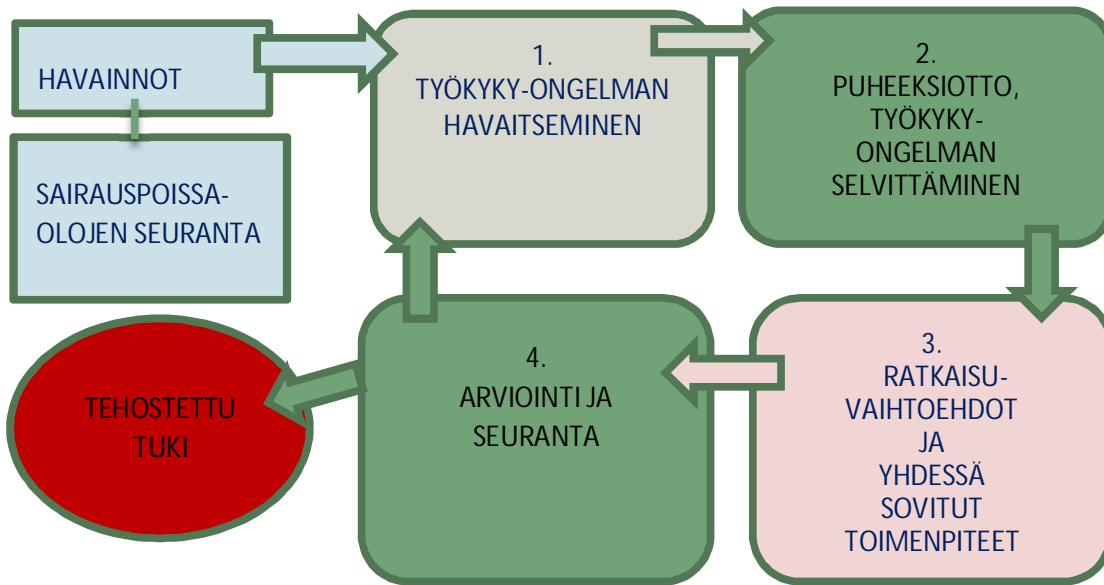 HAVAINNOT
SAIRAUSPOISSA-
OLOJEN SEURANTA
1.
TYÖKYKY-ONGELMAN
HAVAITSEMINEN
2.
PUHEEKSIOTTO,
TYÖKYKY-
ONGELMAN
SELVITTÄMINEN
3.
RATKAISU-
VAIHTOEHDOT
JA
YHDESSÄ
SOVITUT
TOIMENPITEET
4.
ARVIOINTI JA
SEURANTA
TEHOSTETTU
TUKI